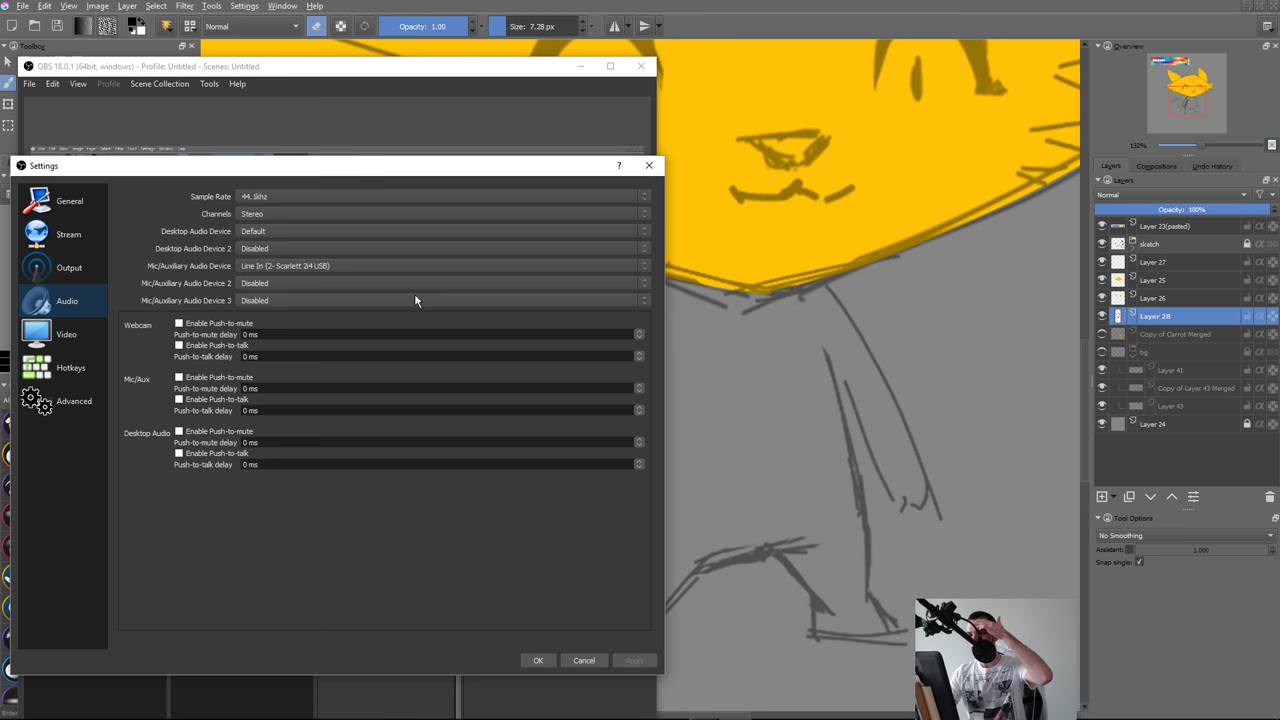 File Edit View Image Layer Select Filter Tools Settings Window Help
Normal Opacity: 1.00 Size: 7.28 px
Toolbox
OBS 18.0.1 (64bit, windows) - Profile: Untitled - Scenes: Untitled
File Edit View Profile Scene Collection Tools Help
Settings
?
General
Stream
Output
Audio
Video
Hotkeys
Advanced
Sample Rate 44.1khz
Channels Stereo
Desktop Audio Device Default
Desktop Audio Device 2 Disabled
Mic/Auxiliary Audio Device Line In (2- Scarlett 2i4 USB)
Mic/Auxiliary Audio Device 2 Disabled
Mic/Auxiliary Audio Device 3 Disabled
Webcam
Enable Push-to-mute
Push-to-mute delay 0 ms
Enable Push-to-talk
Push-to-talk delay 0 ms
Mic/Aux
Enable Push-to-mute
Push-to-mute delay 0 ms
Enable Push-to-talk
Push-to-talk delay 0 ms
Desktop Audio
Enable Push-to-mute
Push-to-mute delay 0 ms
Enable Push-to-talk
Push-to-talk delay 0 ms
OK Cancel Apply
Overview
132%
Layers Compositions Undo History
Layers
Normal
Opacity: 100%
Layer 23(pasted)
sketch
Layer 27
Layer 25
Layer 26
Layer 28
Copy of Carrot Merged
bg
Layer 41
Copy of Layer 43 Merged
Layer 43
Layer 24
Tool Options
No Smoothing
Assistant: 1.000
Snap single: